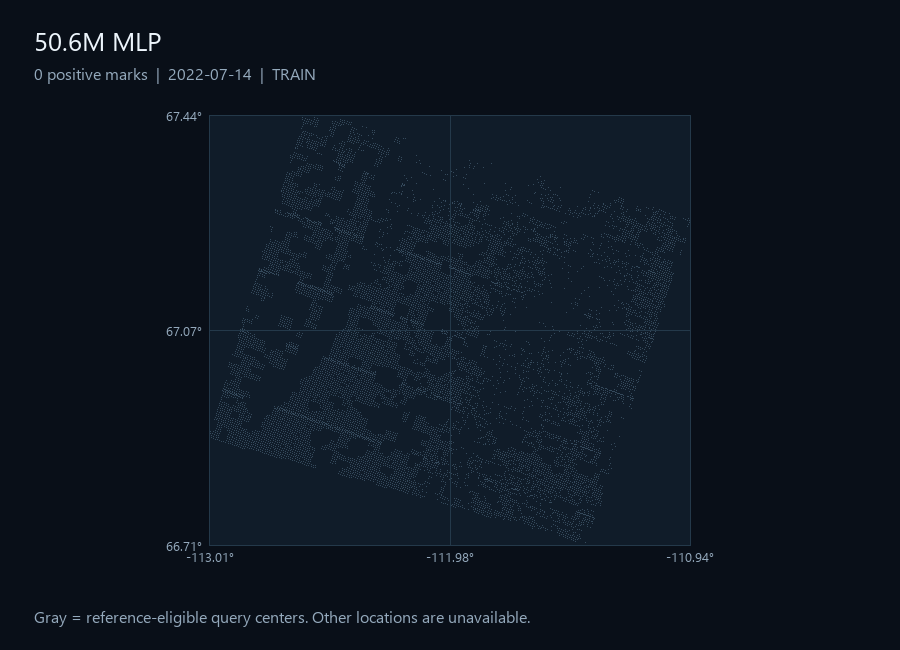 50.6M MLP
0 positive marks | 2022-07-14 | TRAIN
67.44°
67.07°
66.71°
-113.01° -111.98° -110.94°
Gray = reference-eligible query centers. Other locations are unavailable.